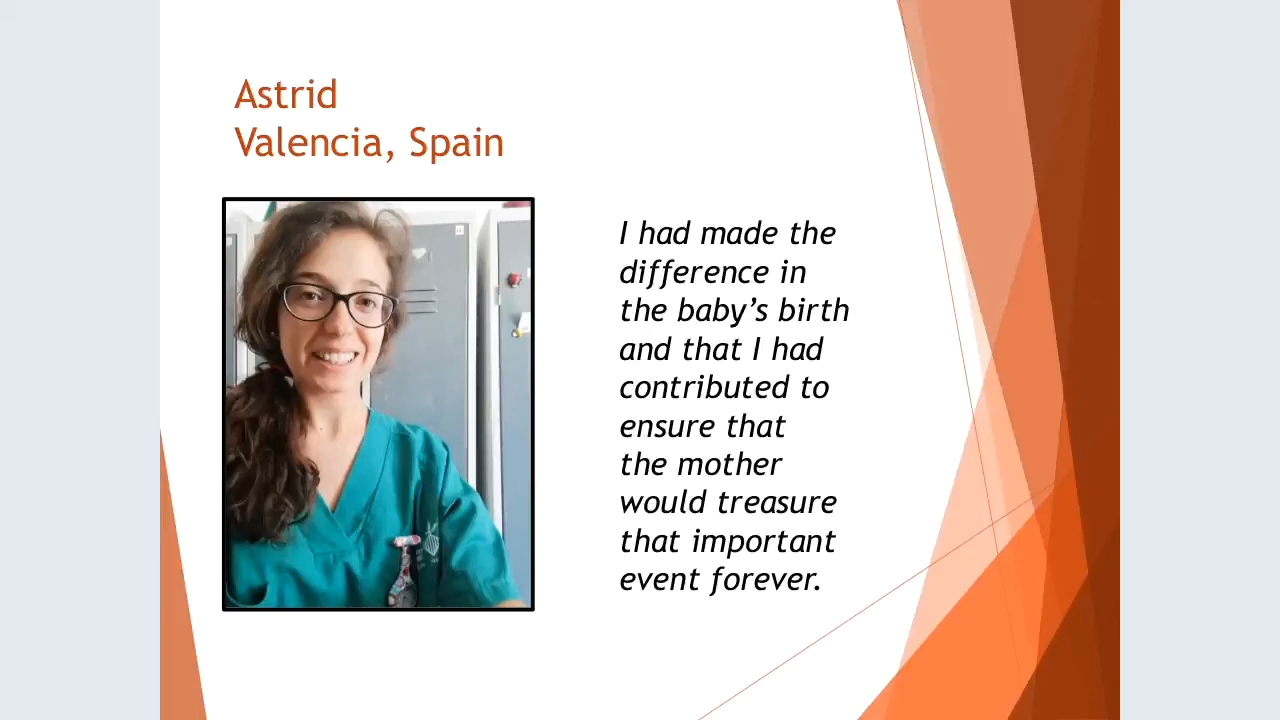 Astrid
Valencia, Spain
I had made the
difference in
the baby’s birth
and that I had
contributed to
ensure that
the mother
would treasure
that important
event forever.